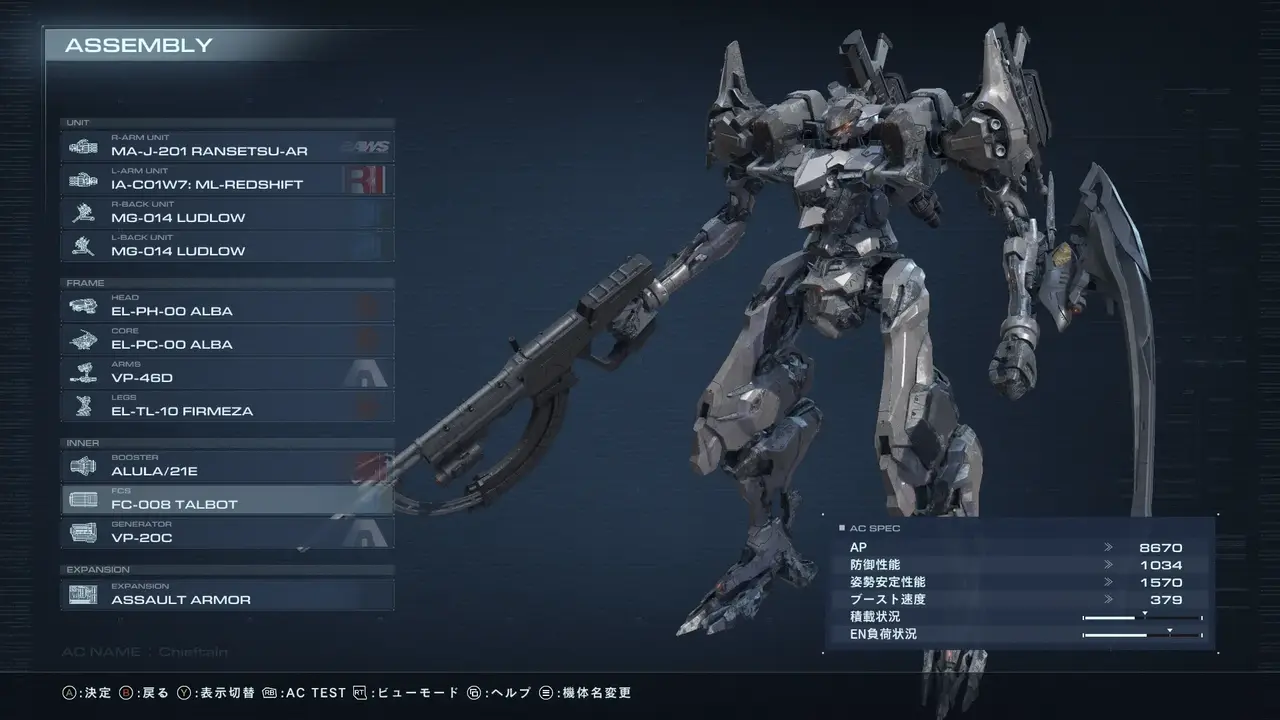 ASSEMBLY
UNIT
R-ARM UNIT
MA-J-201 RANSETSU-AR
BAWS
L-ARM UNIT
IA-C01W7: ML-REDSHIFT
RI
R-BACK UNIT
MG-014 LUDLOW
L-BACK UNIT
MG-014 LUDLOW
FRAME
HEAD
EL-PH-00 ALBA
CORE
EL-PC-00 ALBA
ARMS
VP-46D
LEGS
EL-TL-10 FIRMEZA
INNER
BOOSTER
ALULA/21E
FCS
FC-008 TALBOT
GENERATOR
VP-20C
EXPANSION
EXPANSION
ASSAULT ARMOR
AC NAME : Chieftain
AC SPEC
AP 8670
防御性能 1034
姿勢安定性能 1570
ブースト速度 379
積載状況
EN負荷状況
Ⓐ:決定 Ⓑ:戻る Ⓨ:表示切替 RB:AC TEST RT:ビューモード :ヘルプ :機体名変更